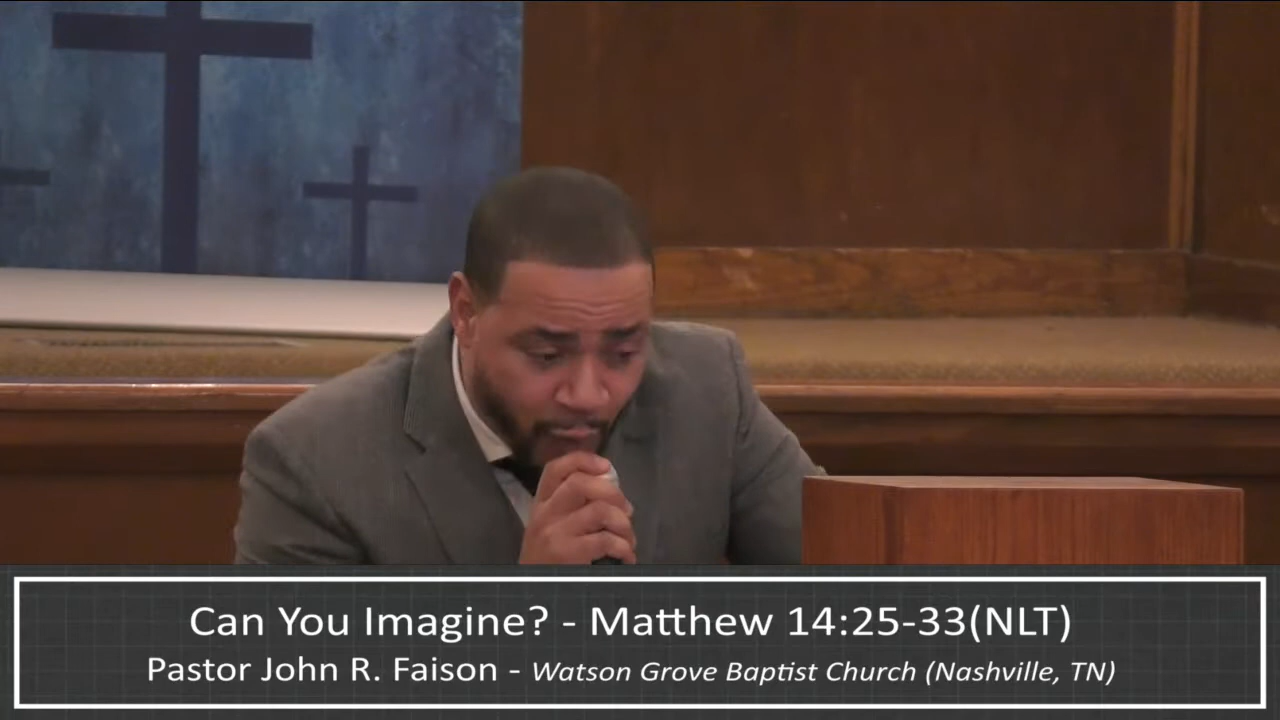 Can You Imagine? - Matthew 14:25-33(NLT)
Pastor John R. Faison - Watson Grove Baptist Church (Nashville, TN)